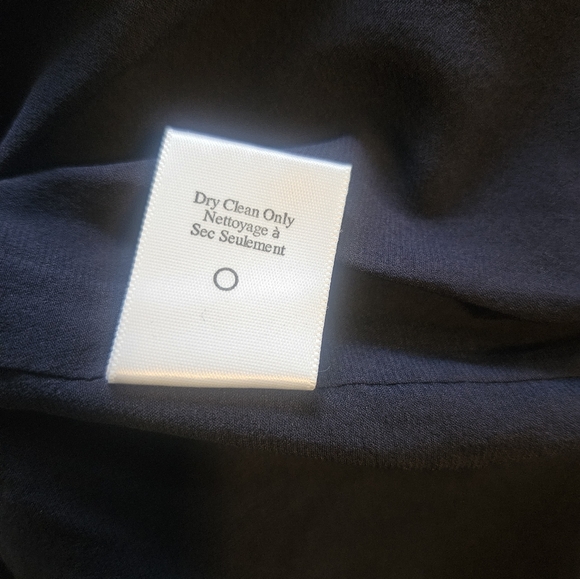 Dry Clean Only
Nettoyage à
Sec Seulement